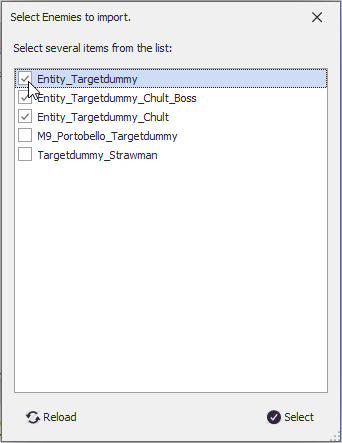 Select Enemies to import.
Select several items from the list:
Entity_Targetdummy
Entity_Targetdummy_Chult_Boss
Entity_Targetdummy_Chult
M9_Portobello_Targetdummy
Targetdummy_Strawman
Reload
Select